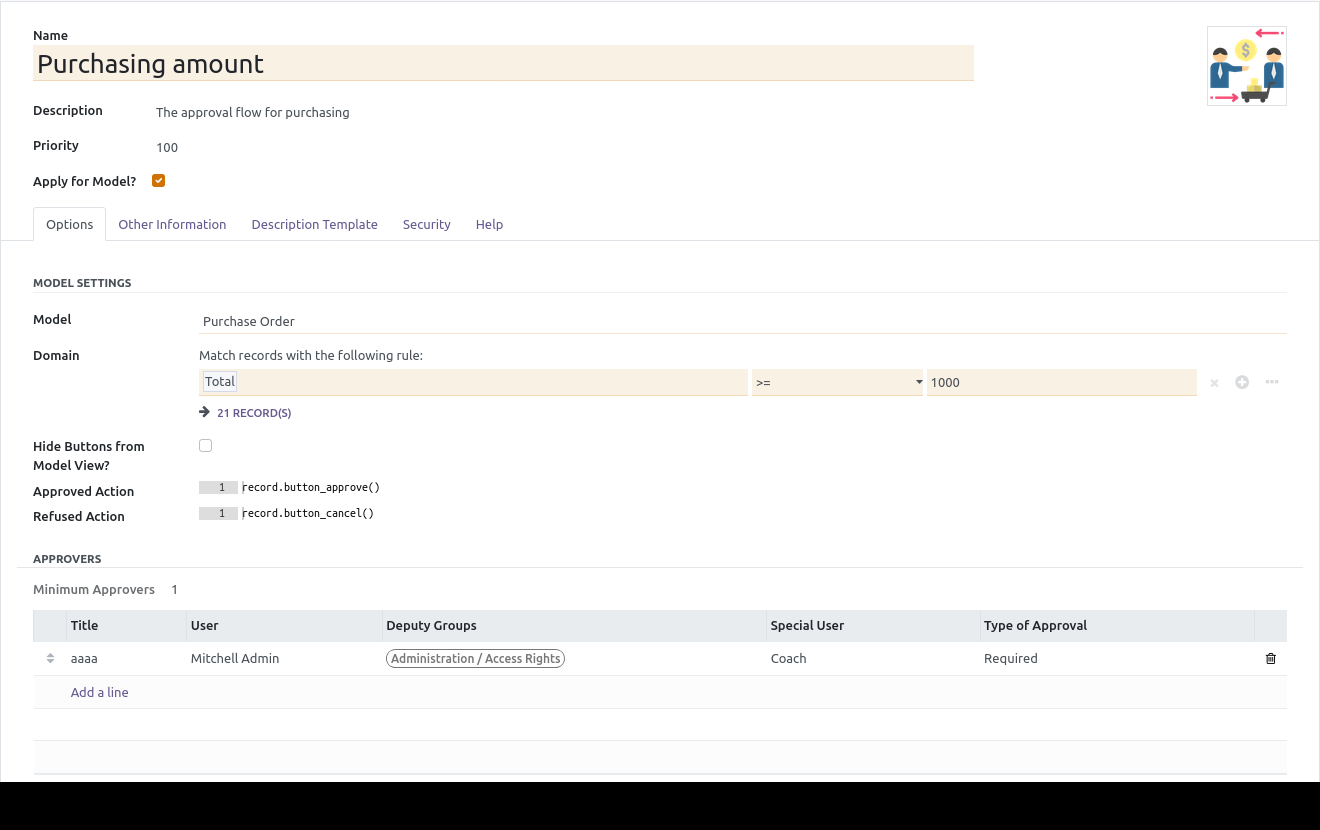 Name
Purchasing amount
$
Description The approval flow for purchasing
Priority 100
Apply for Model?
Options Other Information Description Template Security Help
MODEL SETTINGS
Model Purchase Order
Domain Match records with the following rule:
Total >= 1000
21 RECORD(S)
Hide Buttons from
Model View?
Approved Action 1 record.button_approve()
Refused Action 1 record.button_cancel()
APPROVERS
Minimum Approvers 1
Title User Deputy Groups Special User Type of Approval
aaaa Mitchell Admin Administration / Access Rights Coach Required
Add a line